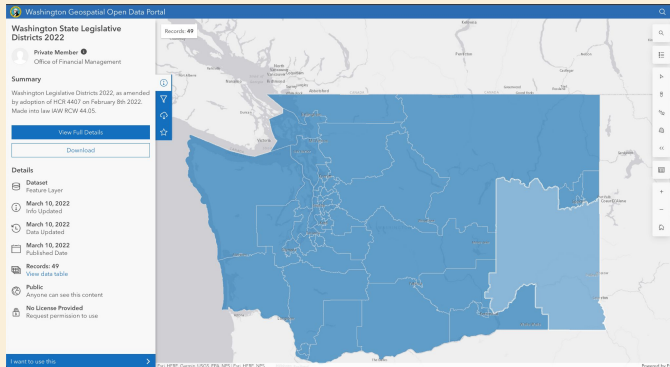 Washington Geospatial Open Data Portal
Washington State Legislative
Districts 2022
Private Member
Office of Financial Management
Summary
Washington Legislative Districts 2022, as amended
by adoption of HCR 4407 on February 8th 2022.
Made into law IAW RCW 44.05.
View Full Details
Download
Details
Dataset
Feature Layer
March 10, 2022
Info Updated
March 10, 2022
Data Updated
March 10, 2022
Published Date
Records: 49
View data table
Public
Anyone can see this content
No License Provided
Request permission to use
I want to use this
Records: 49
North
Vancouver
Abbotsford
Victoria